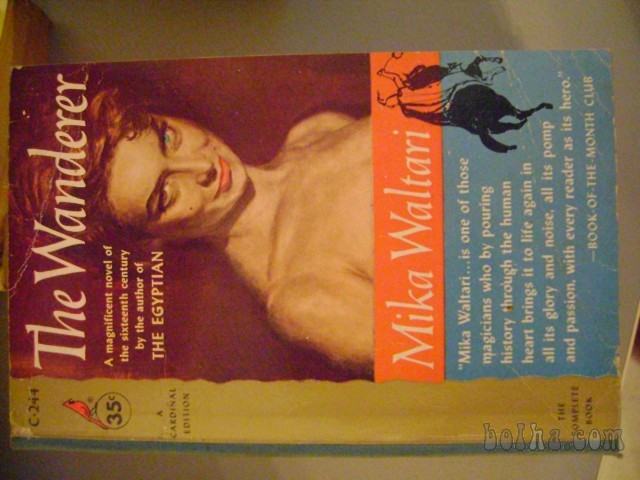 The Wanderer
A magnificent novel of
the sixteenth century
by the author of
THE EGYPTIAN
Mika Waltari
"Mika Waltari...is one of those
magicians who by pouring
history through the human
heart brings it to life again in
all its glory and noise, all its pomp
and passion, with every reader as its hero."
—BOOK-OF-THE-MONTH CLUB
C-244
35¢
A
CARDINAL
EDITION
THE
COMPLETE
BOOK
bolha.com